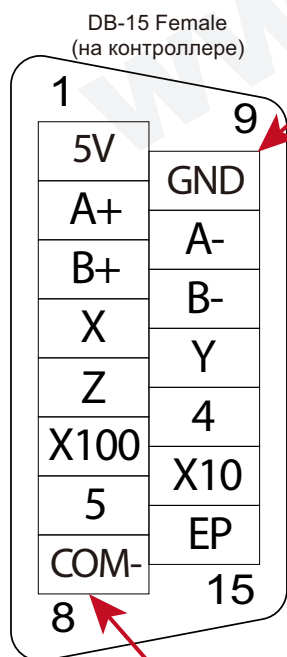 DB-15 Female
(на контроллере)
1
9
5V
GND
A+
A-
B+
B-
X
Y
Z
4
X100
X10
5
EP
COM-
15
8